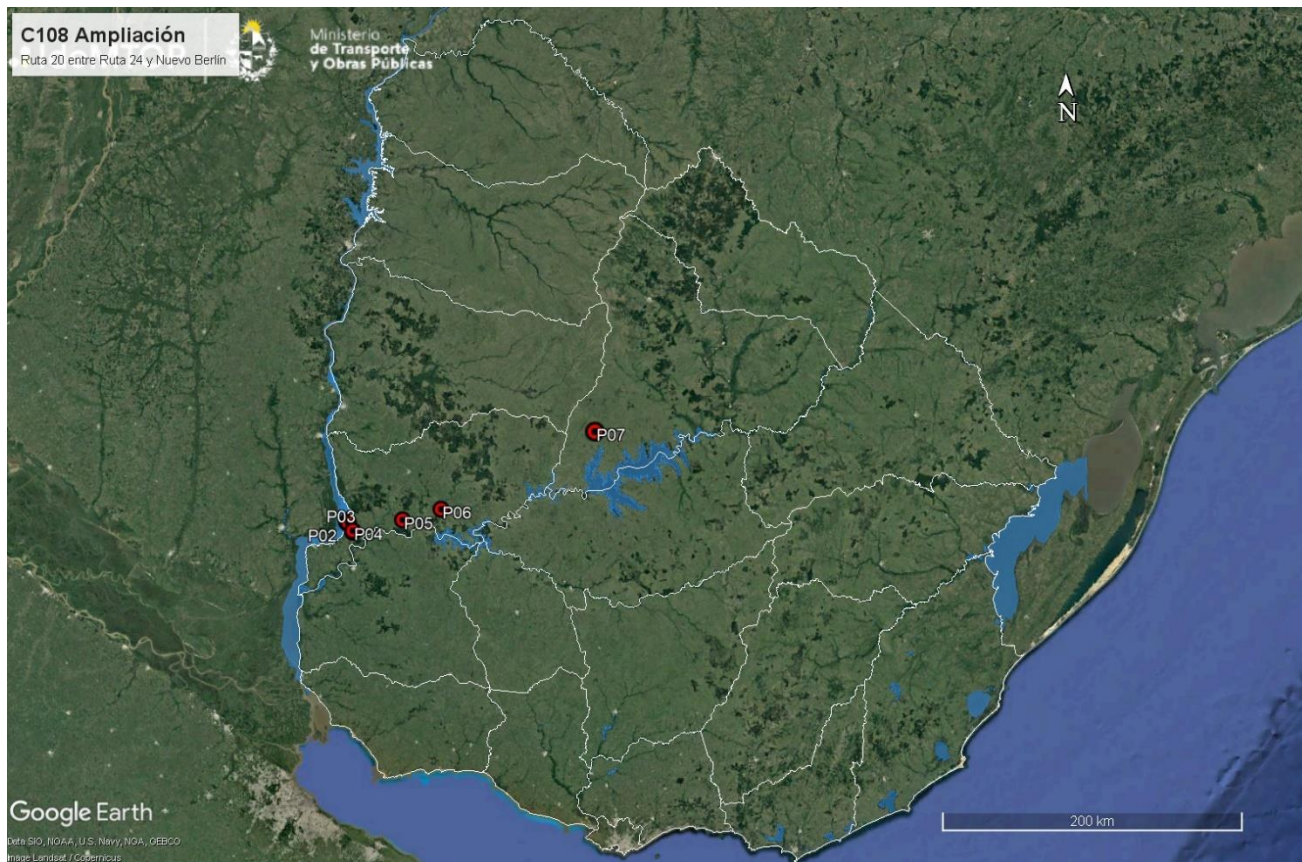 C108 Ampliación
Ruta 20 entre Ruta 24 y Nuevo Berlín
Ministerio
de Transporte
y Obras Públicas
N
P07
P06
P03
P05
P02
P04
Google Earth
200 km
Data SIO, NOAA, U.S. Navy, NGA, GEBCO
Image Landsat / Copernicus